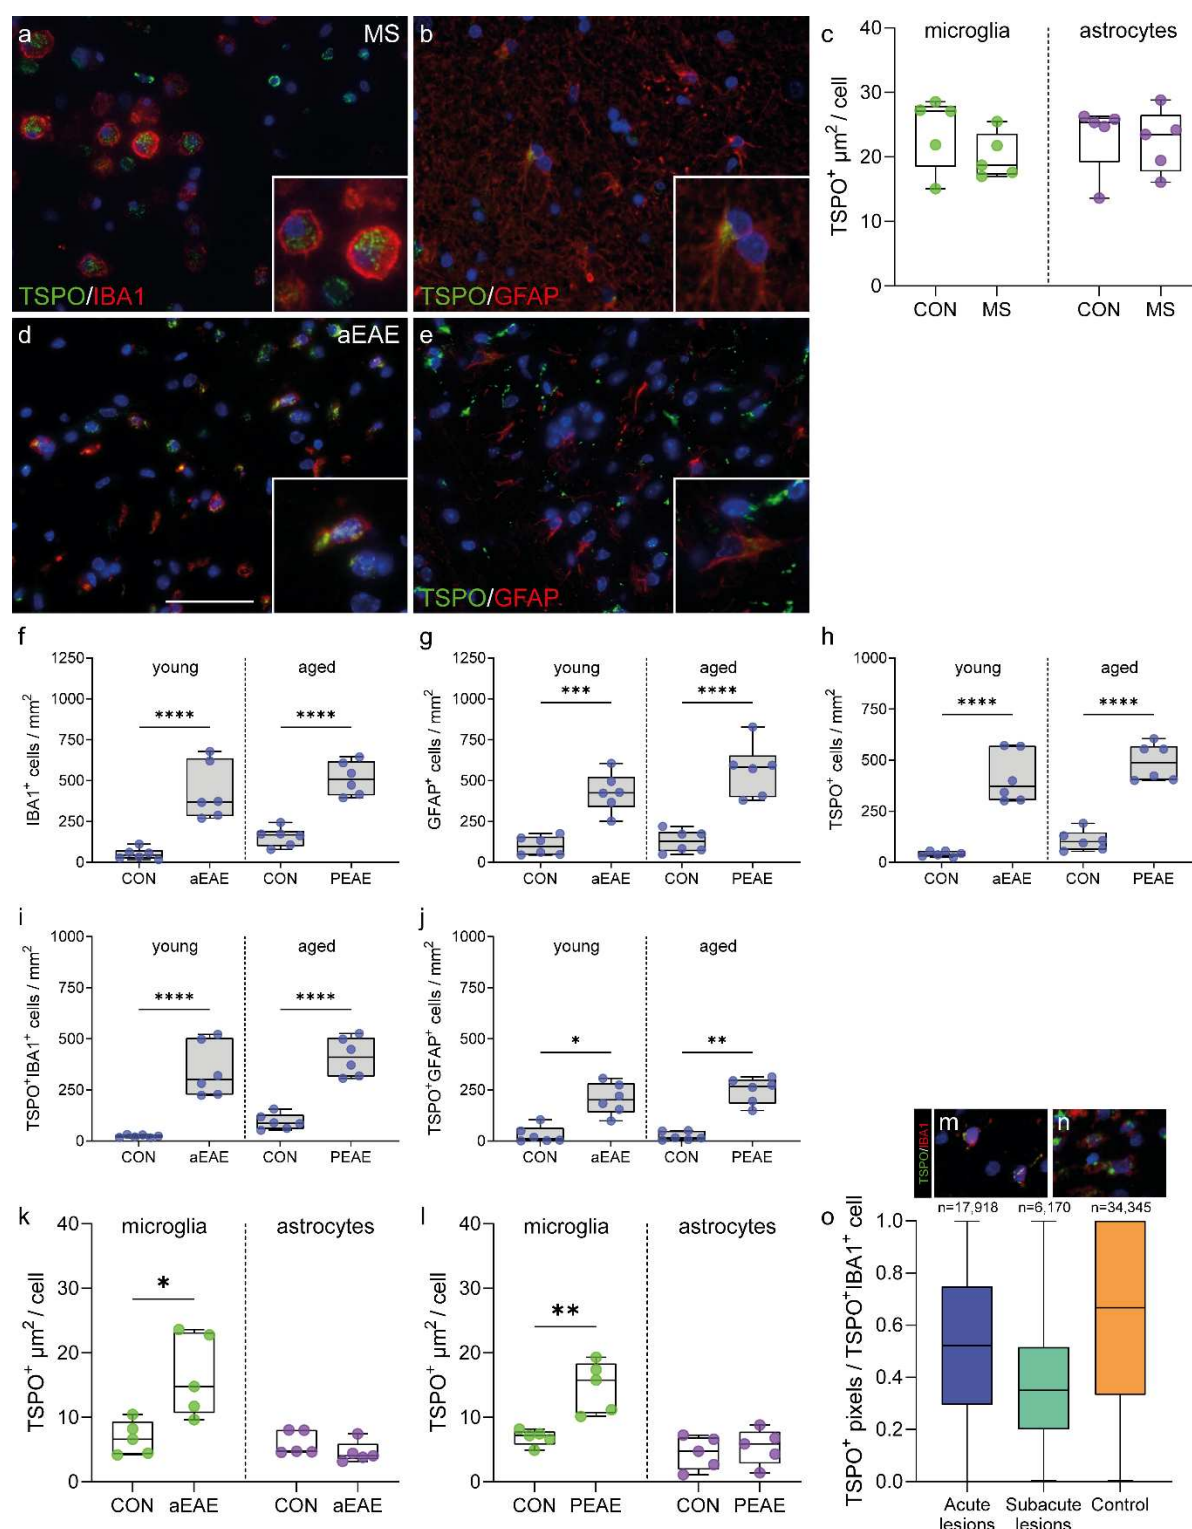 a
MS
TSPO/IBA1
b
TSPO/GFAP
c
microglia
astrocytes
TSPO⁺ µm² / cell
40
30
20
10
0
CON
MS
CON
MS
d
aEAE
e
TSPO/GFAP
f
young
aged
IBA1⁺ cells / mm²
1250
1000
750
500
250
0
****
****
CON
aEAE
CON
PEAE
g
young
aged
GFAP⁺ cells / mm²
1250
1000
750
500
250
0
***
****
CON
aEAE
CON
PEAE
h
young
aged
TSPO⁺ cells / mm²
1000
750
500
250
0
****
****
CON
aEAE
CON
PEAE
i
young
aged
TSPO⁺IBA1⁺ cells / mm²
1000
750
500
250
0
****
****
CON
aEAE
CON
PEAE
j
young
aged
TSPO⁺GFAP⁺ cells / mm²
1000
750
500
250
0
*
**
CON
aEAE
CON
PEAE
k
microglia
astrocytes
TSPO⁺ µm² / cell
40
30
20
10
0
*
CON
aEAE
CON
aEAE
l
microglia
astrocytes
TSPO⁺ µm² / cell
40
30
20
10
0
**
CON
PEAE
CON
PEAE
TSPO/IBA1
m
n
o
n=17,918
n=6,170
n=34,345
TSPO⁺ pixels / TSPO⁺IBA1⁺ cell
1.0
0.8
0.6
0.4
0.2
0.0
Acute
lesions
Subacute
lesions
Control